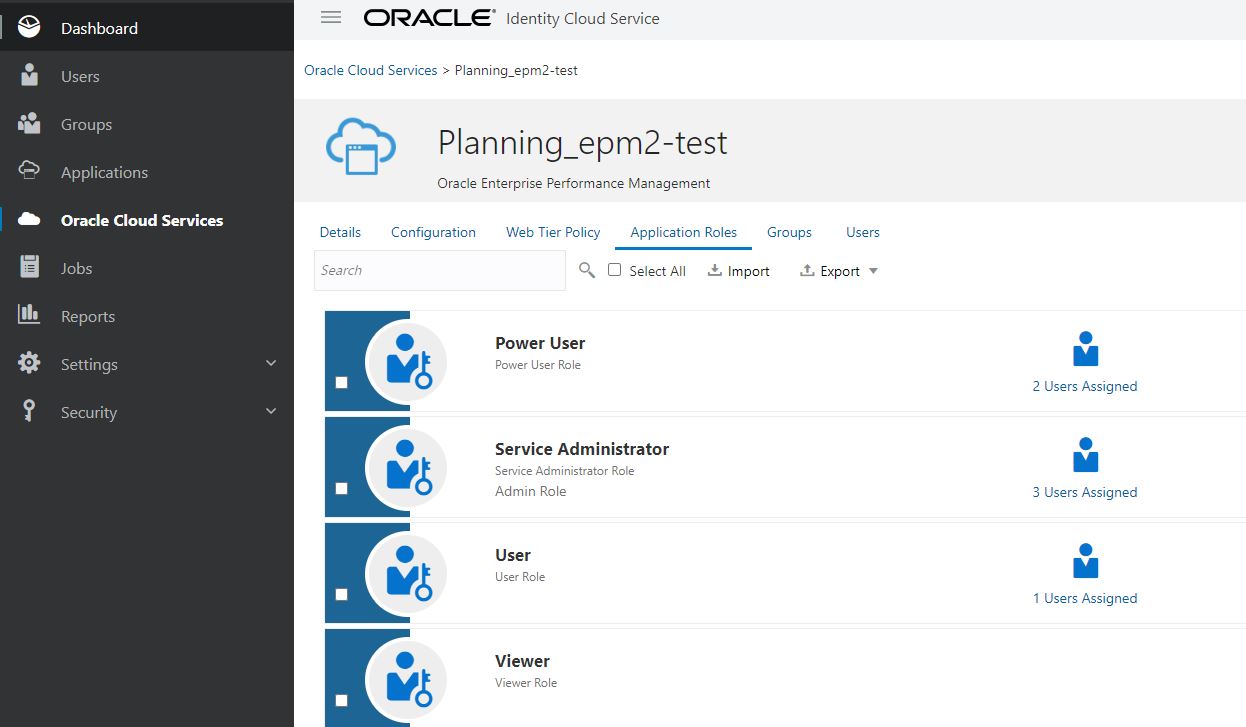 Dashboard
Users
Groups
Applications
Oracle Cloud Services
Jobs
Reports
Settings
Security
ORACLE® Identity Cloud Service
Oracle Cloud Services > Planning_epm2-test
Planning_epm2-test
Oracle Enterprise Performance Management
Details Configuration Web Tier Policy Application Roles Groups Users
Search Select All Import Export
Power User
Power User Role
2 Users Assigned
Service Administrator
Service Administrator Role
Admin Role
3 Users Assigned
User
User Role
1 Users Assigned
Viewer
Viewer Role